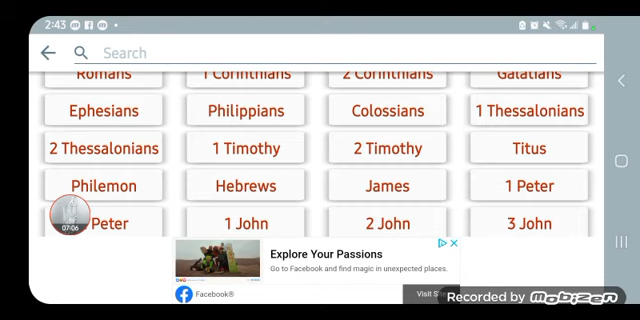 2:43
Search
Romans 1 Corinthians 2 Corinthians Galatians
Ephesians Philippians Colossians 1 Thessalonians
2 Thessalonians 1 Timothy 2 Timothy Titus
Philemon Hebrews James 1 Peter
Peter 1 John 2 John 3 John
07:06
Explore Your Passions
Go to Facebook and find magic in unexpected places.
Facebook® Visit Site
Recorded by Mobizen